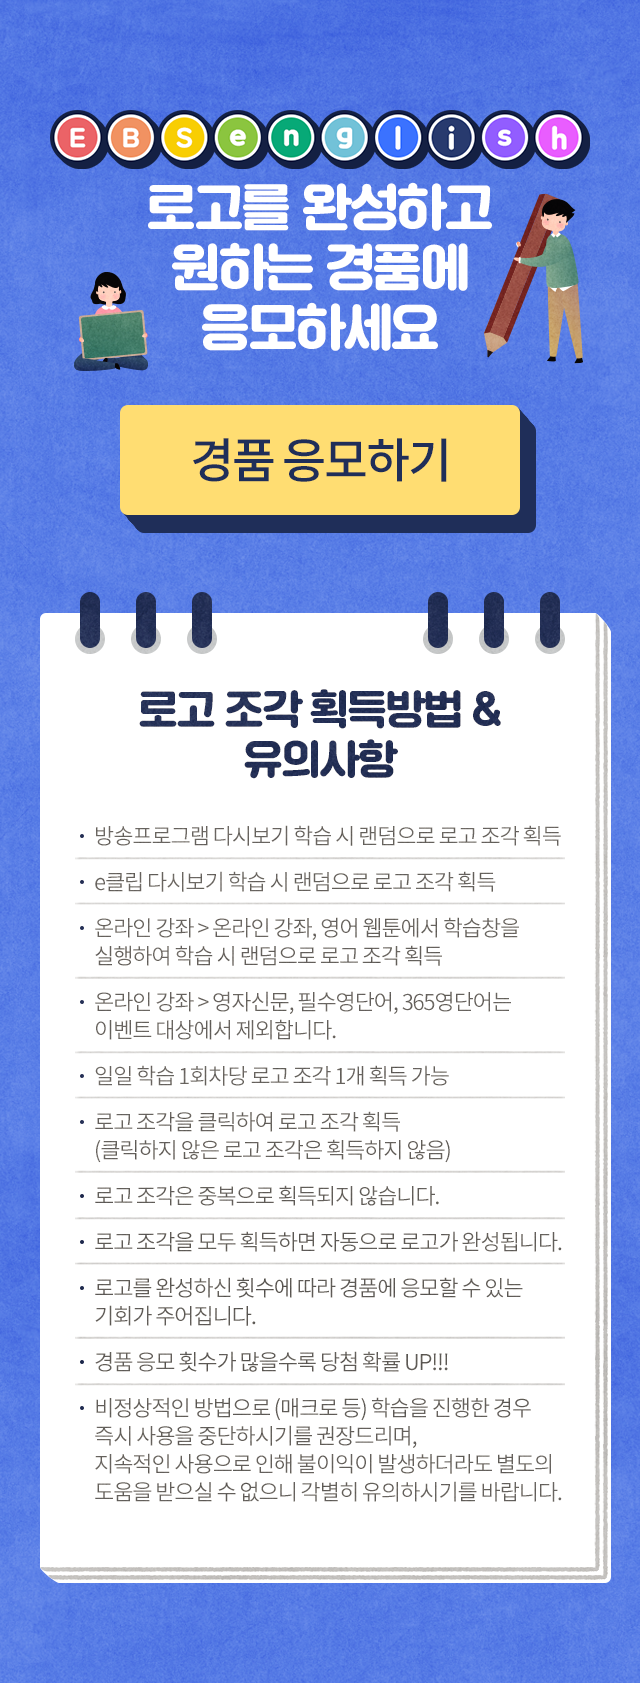 EBSenglish
로고를 완성하고
원하는 경품에
응모하세요
경품 응모하기
로고 조각 획득방법 &
유의사항
· 방송프로그램 다시보기 학습 시 랜덤으로 로고 조각 획득
· e클립 다시보기 학습 시 랜덤으로 로고 조각 획득
· 온라인 강좌 > 온라인 강좌, 영어 웹툰에서 학습창을
실행하여 학습 시 랜덤으로 로고 조각 획득
· 온라인 강좌 > 영자신문, 필수영단어, 365영단어는
이벤트 대상에서 제외합니다.
· 일일 학습 1회차당 로고 조각 1개 획득 가능
· 로고 조각을 클릭하여 로고 조각 획득
(클릭하지 않은 로고 조각은 획득하지 않음)
· 로고 조각은 중복으로 획득되지 않습니다.
· 로고 조각을 모두 획득하면 자동으로 로고가 완성됩니다.
· 로고를 완성하신 횟수에 따라 경품에 응모할 수 있는
기회가 주어집니다.
· 경품 응모 횟수가 많을수록 당첨 확률 UP!!!
· 비정상적인 방법으로 (매크로 등) 학습을 진행한 경우
즉시 사용을 중단하시기를 권장드리며,
지속적인 사용으로 인해 불이익이 발생하더라도 별도의
도움을 받으실 수 없으니 각별히 유의하시기를 바랍니다.